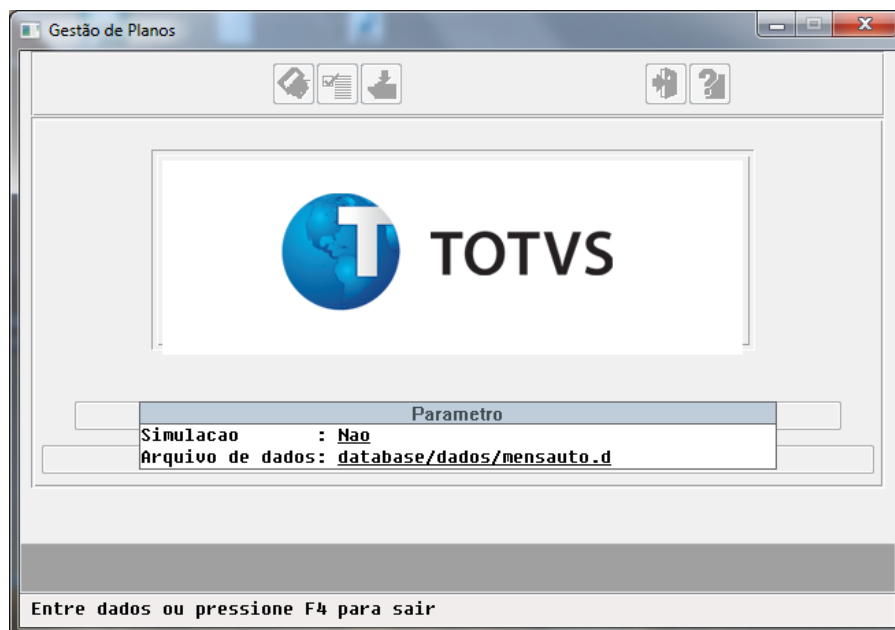 Gestão de Planos
TOTVS
Parametro
Simulacao : Nao
Arquivo de dados: database/dados/mensauto.d
Entre dados ou pressione F4 para sair